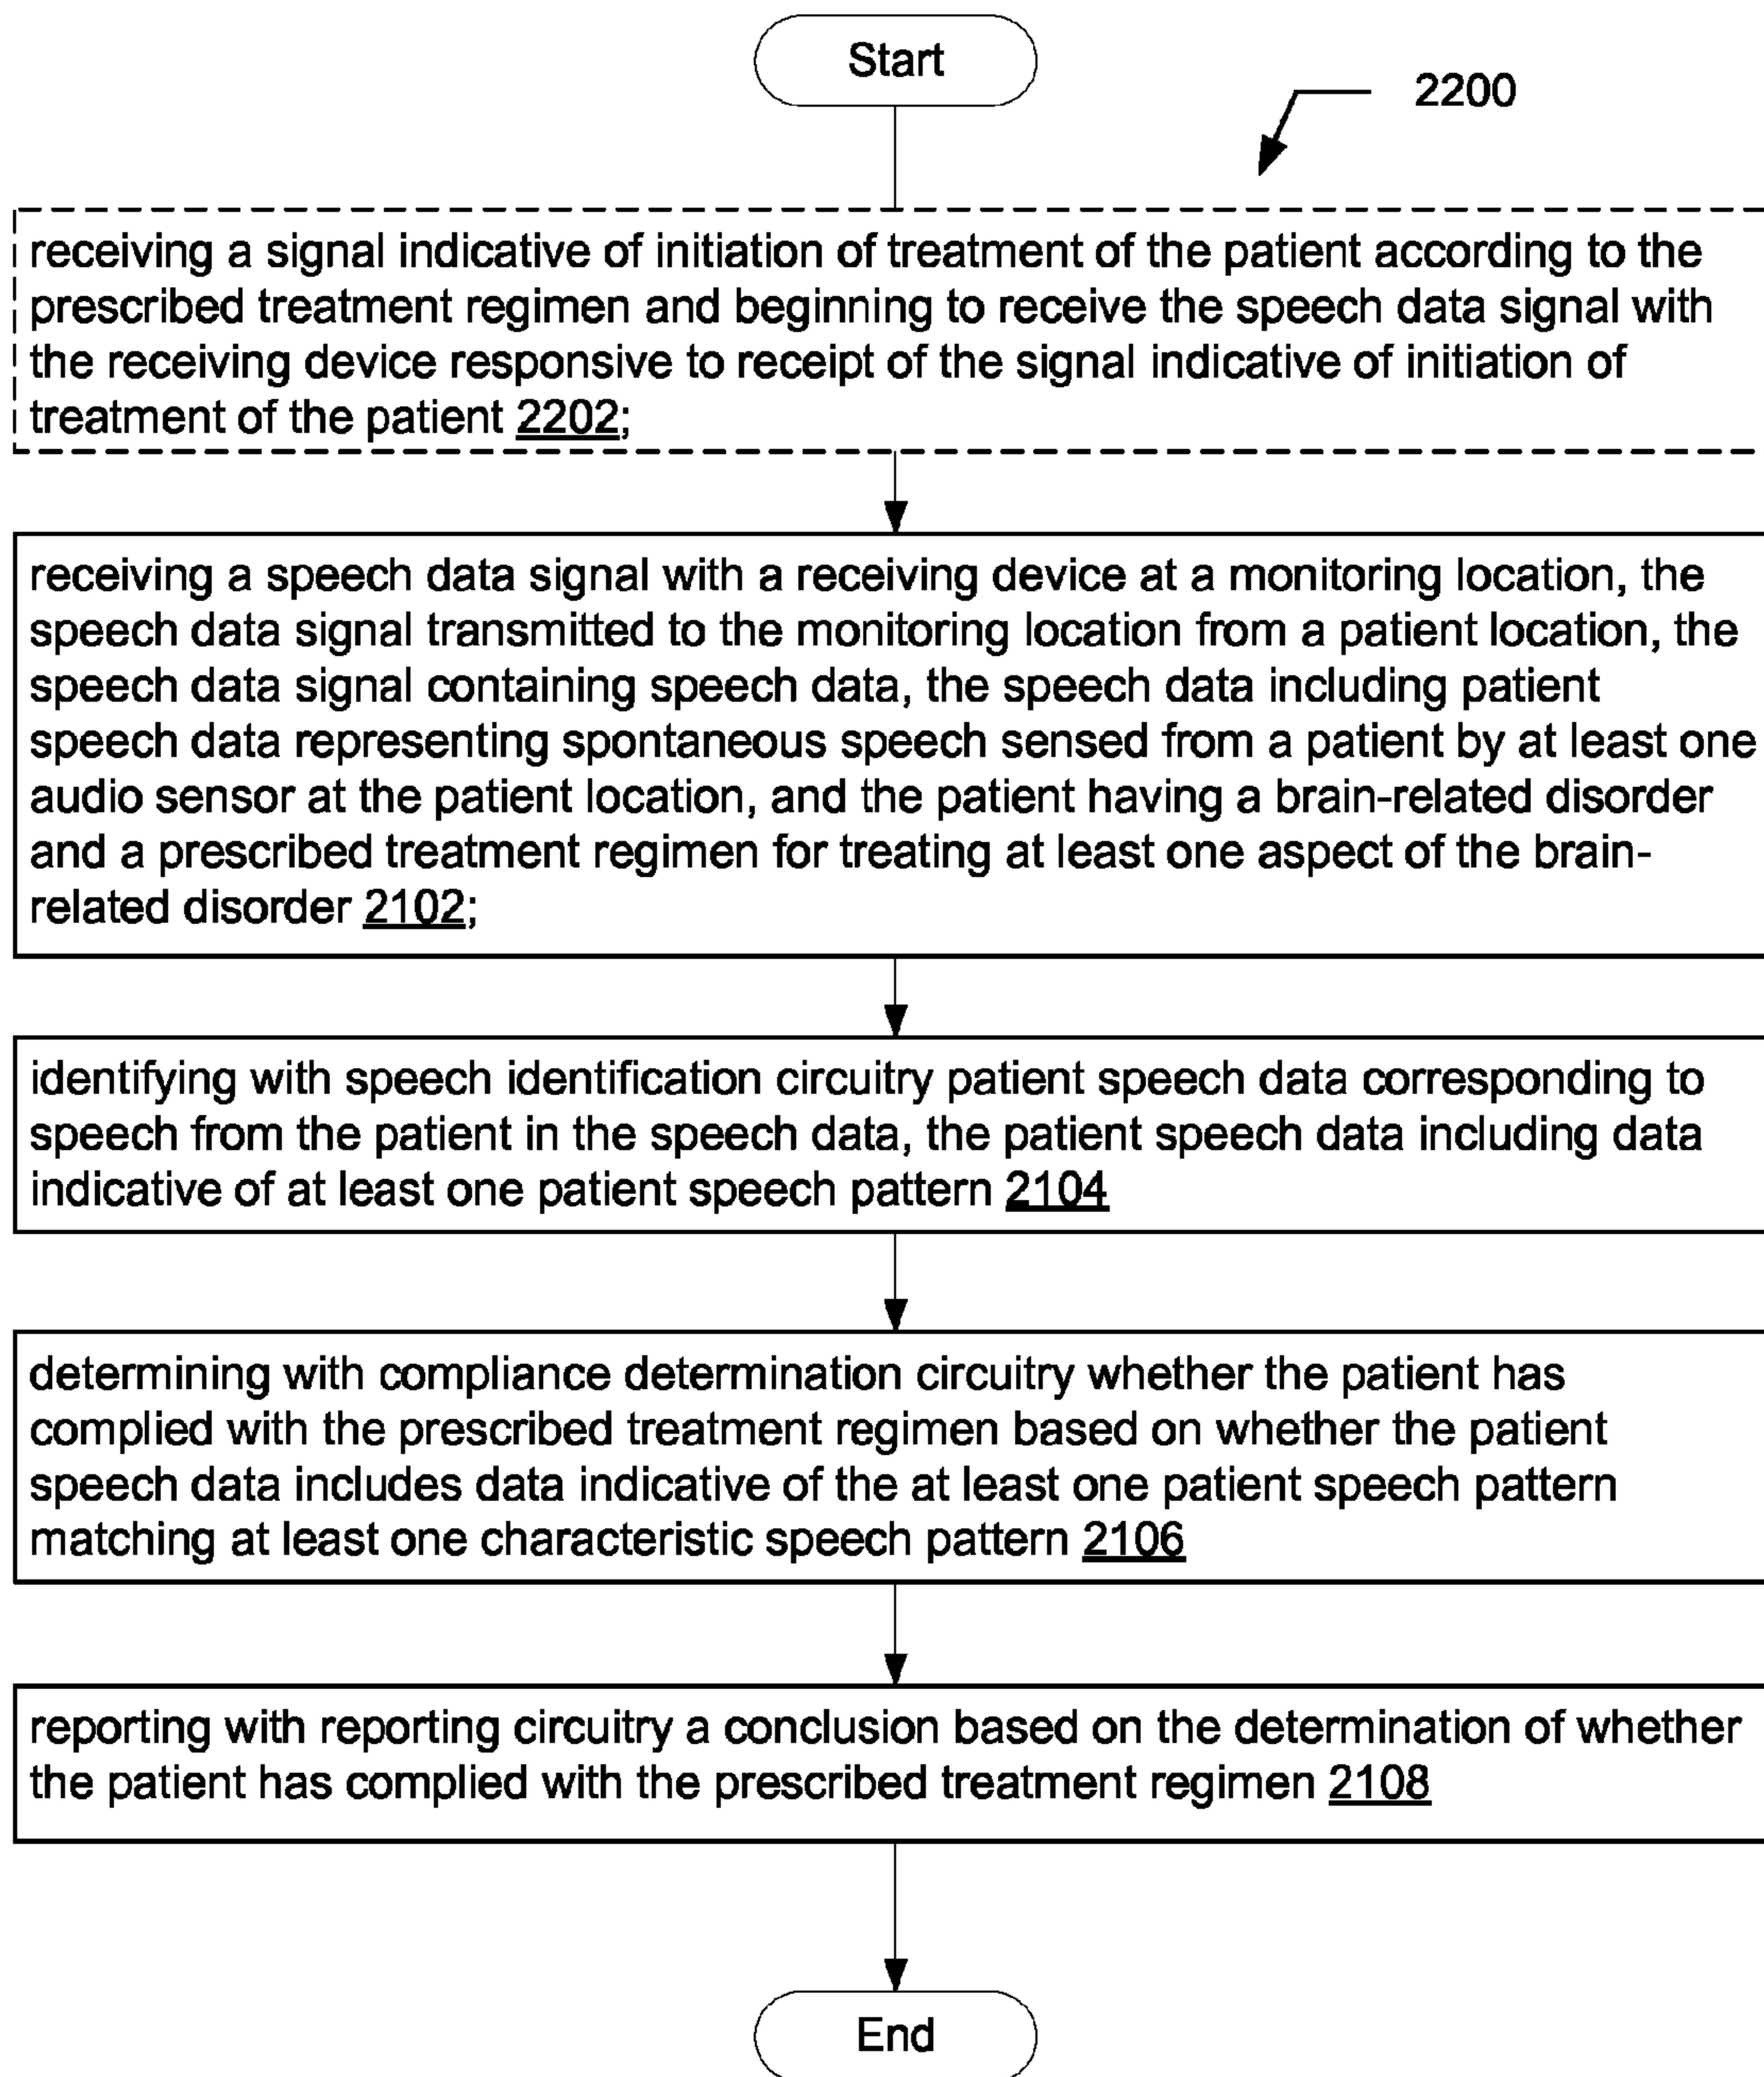 Start
2200
receiving a signal indicative of initiation of treatment of the patient according to the
prescribed treatment regimen and beginning to receive the speech data signal with
the receiving device responsive to receipt of the signal indicative of initiation of
treatment of the patient 2202;
receiving a speech data signal with a receiving device at a monitoring location, the
speech data signal transmitted to the monitoring location from a patient location, the
speech data signal containing speech data, the speech data including patient
speech data representing spontaneous speech sensed from a patient by at least one
audio sensor at the patient location, and the patient having a brain-related disorder
and a prescribed treatment regimen for treating at least one aspect of the brain-
related disorder 2102;
identifying with speech identification circuitry patient speech data corresponding to
speech from the patient in the speech data, the patient speech data including data
indicative of at least one patient speech pattern 2104
determining with compliance determination circuitry whether the patient has
complied with the prescribed treatment regimen based on whether the patient
speech data includes data indicative of the at least one patient speech pattern
matching at least one characteristic speech pattern 2106
reporting with reporting circuitry a conclusion based on the determination of whether
the patient has complied with the prescribed treatment regimen 2108
End